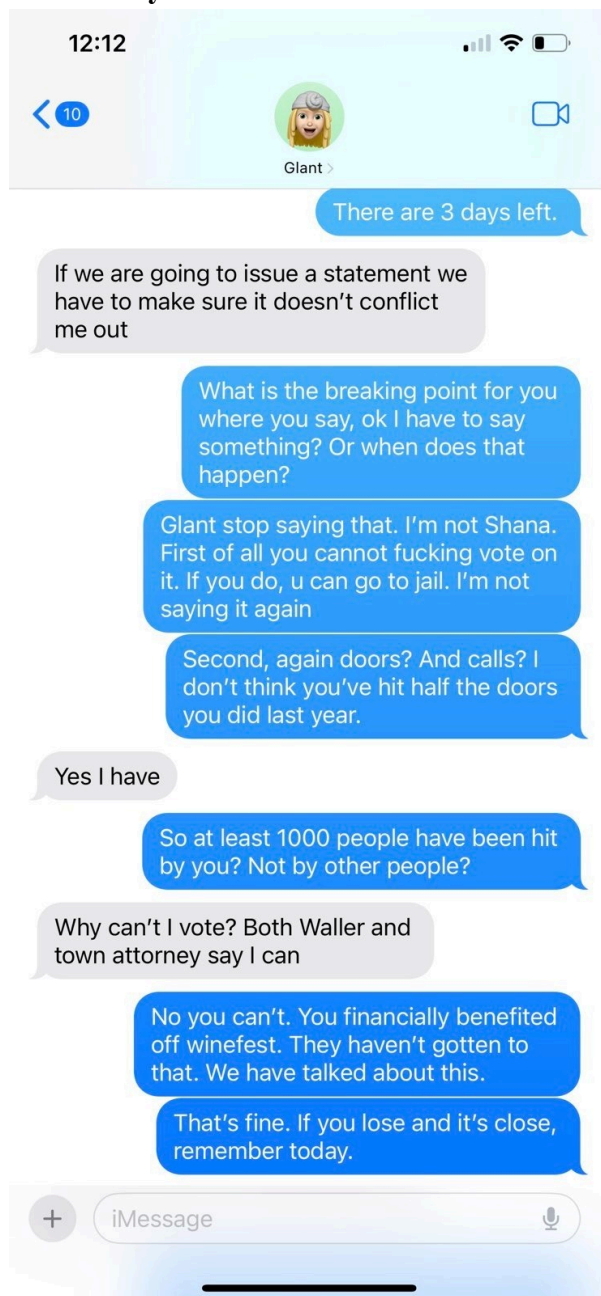 12:12
10
Glant
There are 3 days left.
If we are going to issue a statement we
have to make sure it doesn't conflict
me out
What is the breaking point for you
where you say, ok I have to say
something? Or when does that
happen?
Glant stop saying that. I'm not Shana.
First of all you cannot fucking vote on
it. If you do, u can go to jail. I'm not
saying it again
Second, again doors? And calls? I
don't think you've hit half the doors
you did last year.
Yes I have
So at least 1000 people have been hit
by you? Not by other people?
Why can't I vote? Both Waller and
town attorney say I can
No you can't. You financially benefited
off winefest. They haven't gotten to
that. We have talked about this.
That's fine. If you lose and it's close,
remember today.
iMessage